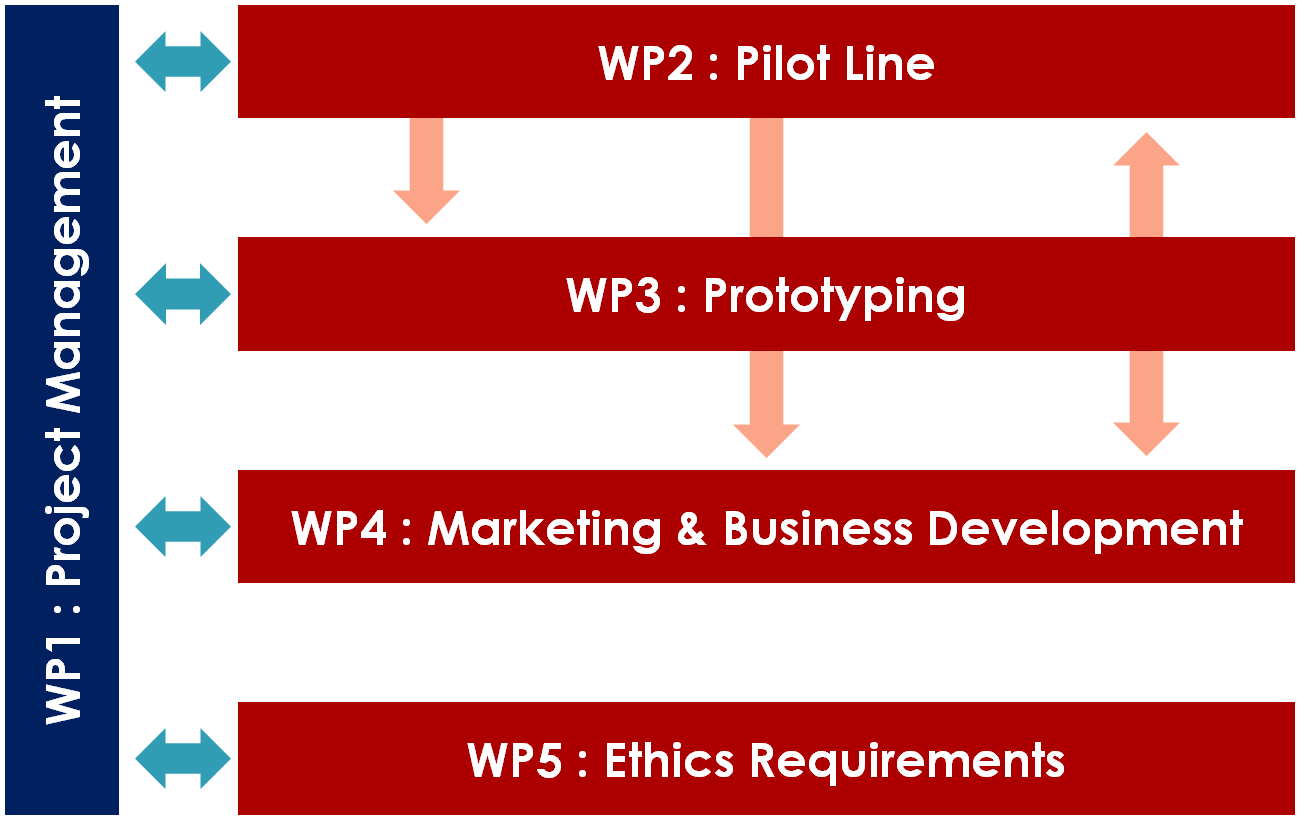 WP1 : Project Management
WP2 : Pilot Line
WP3 : Prototyping
WP4 : Marketing & Business Development
WP5 : Ethics Requirements